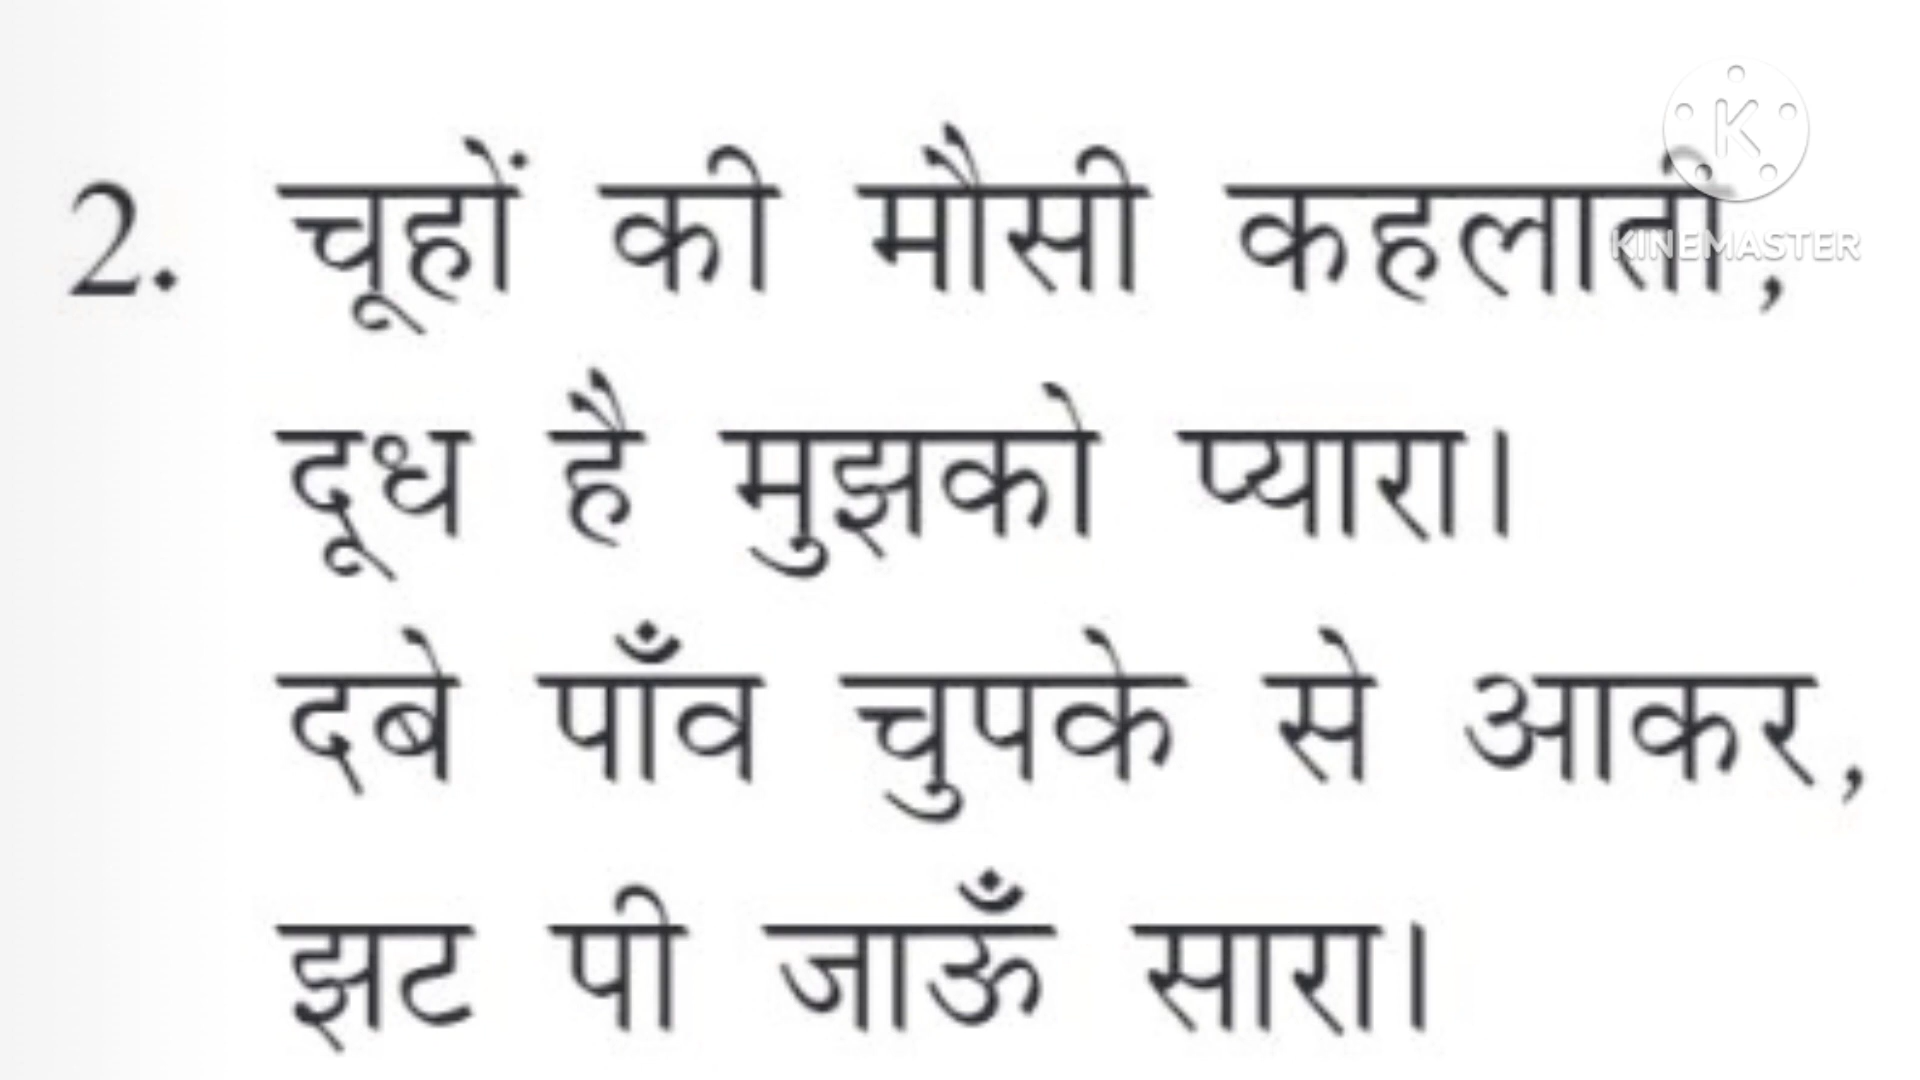 2. चूहों की मौसी कहलाती,
दूध है मुझको प्यारा।
दबे पाँव चुपके से आकर,
झट पी जाऊँ सारा।
K
KINEMASTER